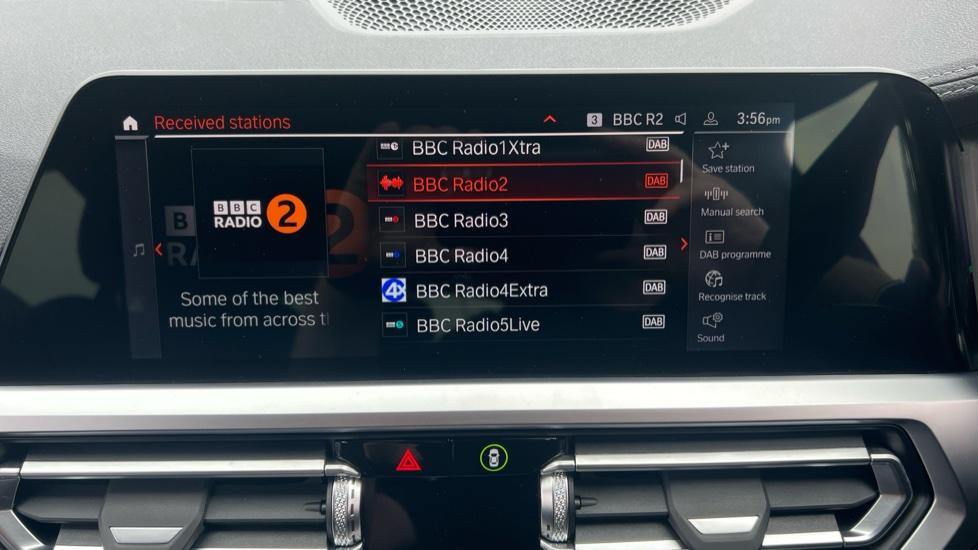 Received stations
3 BBC R2 3:56pm
BBC RADIO 2
Some of the best
music from across t
BBC Radio1Xtra DAB
BBC Radio2 DAB
BBC Radio3 DAB
BBC Radio4 DAB
4X BBC Radio4Extra DAB
BBC Radio5Live DAB
Save station
Manual search
DAB programme
Recognise track
Sound